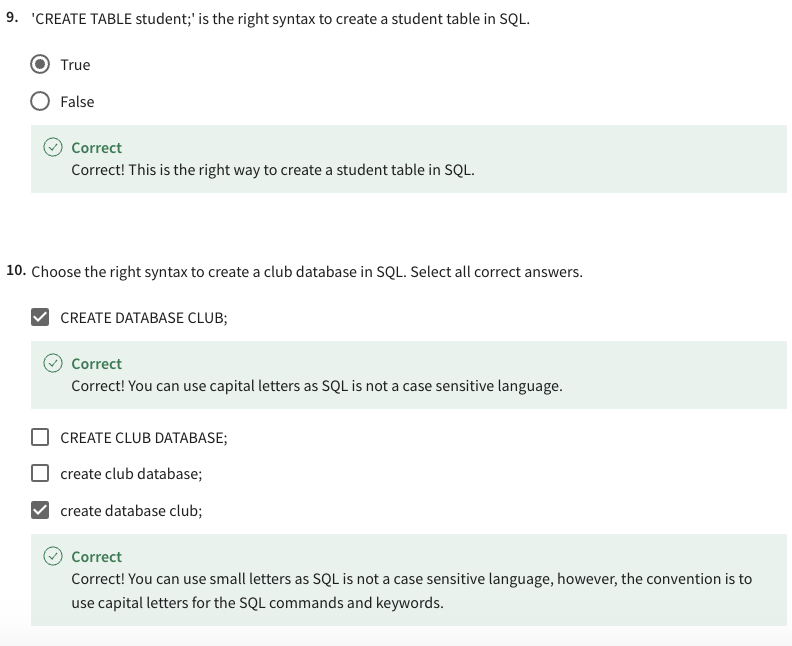 9. 'CREATE TABLE student;' is the right syntax to create a student table in SQL.
True
False
Correct
Correct! This is the right way to create a student table in SQL.
10. Choose the right syntax to create a club database in SQL. Select all correct answers.
CREATE DATABASE CLUB;
Correct
Correct! You can use capital letters as SQL is not a case sensitive language.
CREATE CLUB DATABASE;
create club database;
create database club;
Correct
Correct! You can use small letters as SQL is not a case sensitive language, however, the convention is to
use capital letters for the SQL commands and keywords.